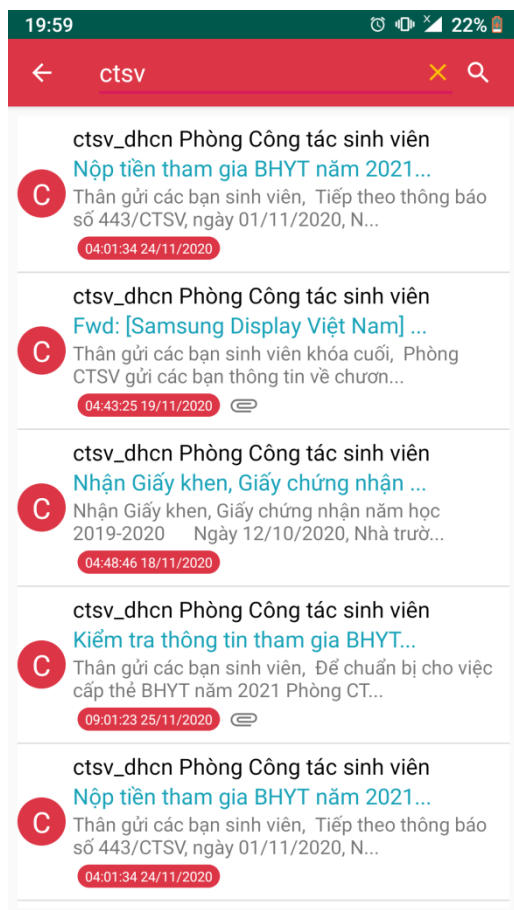 19:59 22%
ctsv
ctsv_dhcn Phòng Công tác sinh viên
Nộp tiền tham gia BHYT năm 2021...
C
Thân gửi các bạn sinh viên, Tiếp theo thông báo
số 443/CTSV, ngày 01/11/2020, N...
04:01:34 24/11/2020
ctsv_dhcn Phòng Công tác sinh viên
Fwd: [Samsung Display Việt Nam] ...
C
Thân gửi các bạn sinh viên khóa cuối, Phòng
CTSV gửi các bạn thông tin về chươn...
04:43:25 19/11/2020
ctsv_dhcn Phòng Công tác sinh viên
Nhận Giấy khen, Giấy chứng nhận ...
C
Nhận Giấy khen, Giấy chứng nhận năm học
2019-2020 Ngày 12/10/2020, Nhà trườ...
04:48:46 18/11/2020
ctsv_dhcn Phòng Công tác sinh viên
Kiểm tra thông tin tham gia BHYT...
C
Thân gửi các bạn sinh viên, Để chuẩn bị cho việc
cấp thẻ BHYT năm 2021 Phòng CT...
09:01:23 25/11/2020
ctsv_dhcn Phòng Công tác sinh viên
Nộp tiền tham gia BHYT năm 2021...
C
Thân gửi các bạn sinh viên, Tiếp theo thông báo
số 443/CTSV, ngày 01/11/2020, N...
04:01:34 24/11/2020